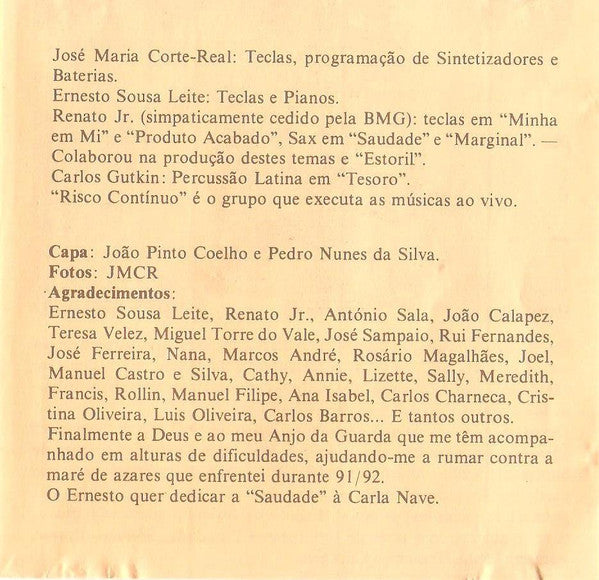 José Maria Corte-Real: Teclas, programação de Sintetizadores e
Baterias.
Ernesto Sousa Leite: Teclas e Pianos.
Renato Jr. (simpaticamente cedido pela BMG): teclas em “Minha
em Mi” e “Produto Acabado”, Sax em “Saudade” e “Marginal”. —
Colaborou na produção destes temas e “Estoril”.
Carlos Gutkin: Percussão Latina em “Tesoro”.
“Risco Contínuo” é o grupo que executa as músicas ao vivo.
Capa: João Pinto Coelho e Pedro Nunes da Silva.
Fotos: JMCR
Agradecimentos:
Ernesto Sousa Leite, Renato Jr., António Sala, João Calapez,
Teresa Velez, Miguel Torre do Vale, José Sampaio, Rui Fernandes,
José Ferreira, Nana, Marcos André, Rosário Magalhães, Joel,
Manuel Castro e Silva, Cathy, Annie, Lizette, Sally, Meredith,
Francis, Rollin, Manuel Filipe, Ana Isabel, Carlos Charneca, Cris-
tina Oliveira, Luis Oliveira, Carlos Barros... E tantos outros.
Finalmente a Deus e ao meu Anjo da Guarda que me têm acompa-
nhado em alturas de dificuldades, ajudando-me a rumar contra a
maré de azares que enfrentei durante 91/92.
O Ernesto quer dedicar a “Saudade” à Carla Nave.